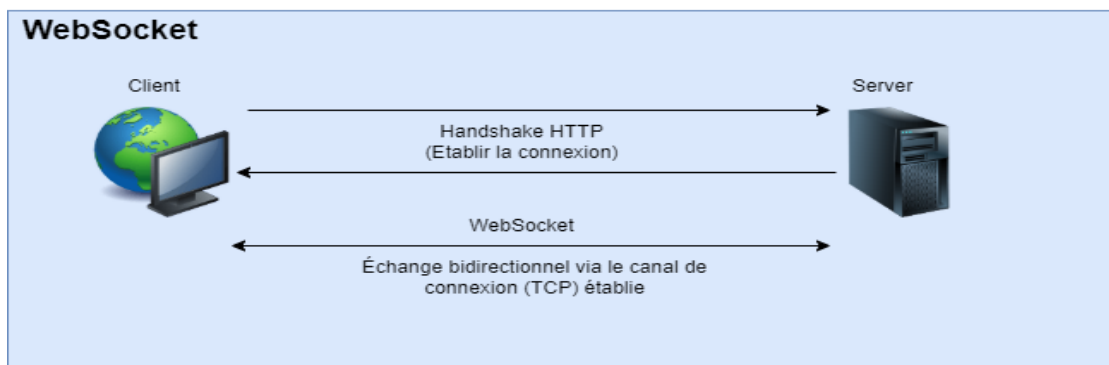 WebSocket
Client
Server
Handshake HTTP
(Etablir la connexion)
WebSocket
Échange bidirectionnel via le canal de
connexion (TCP) établie